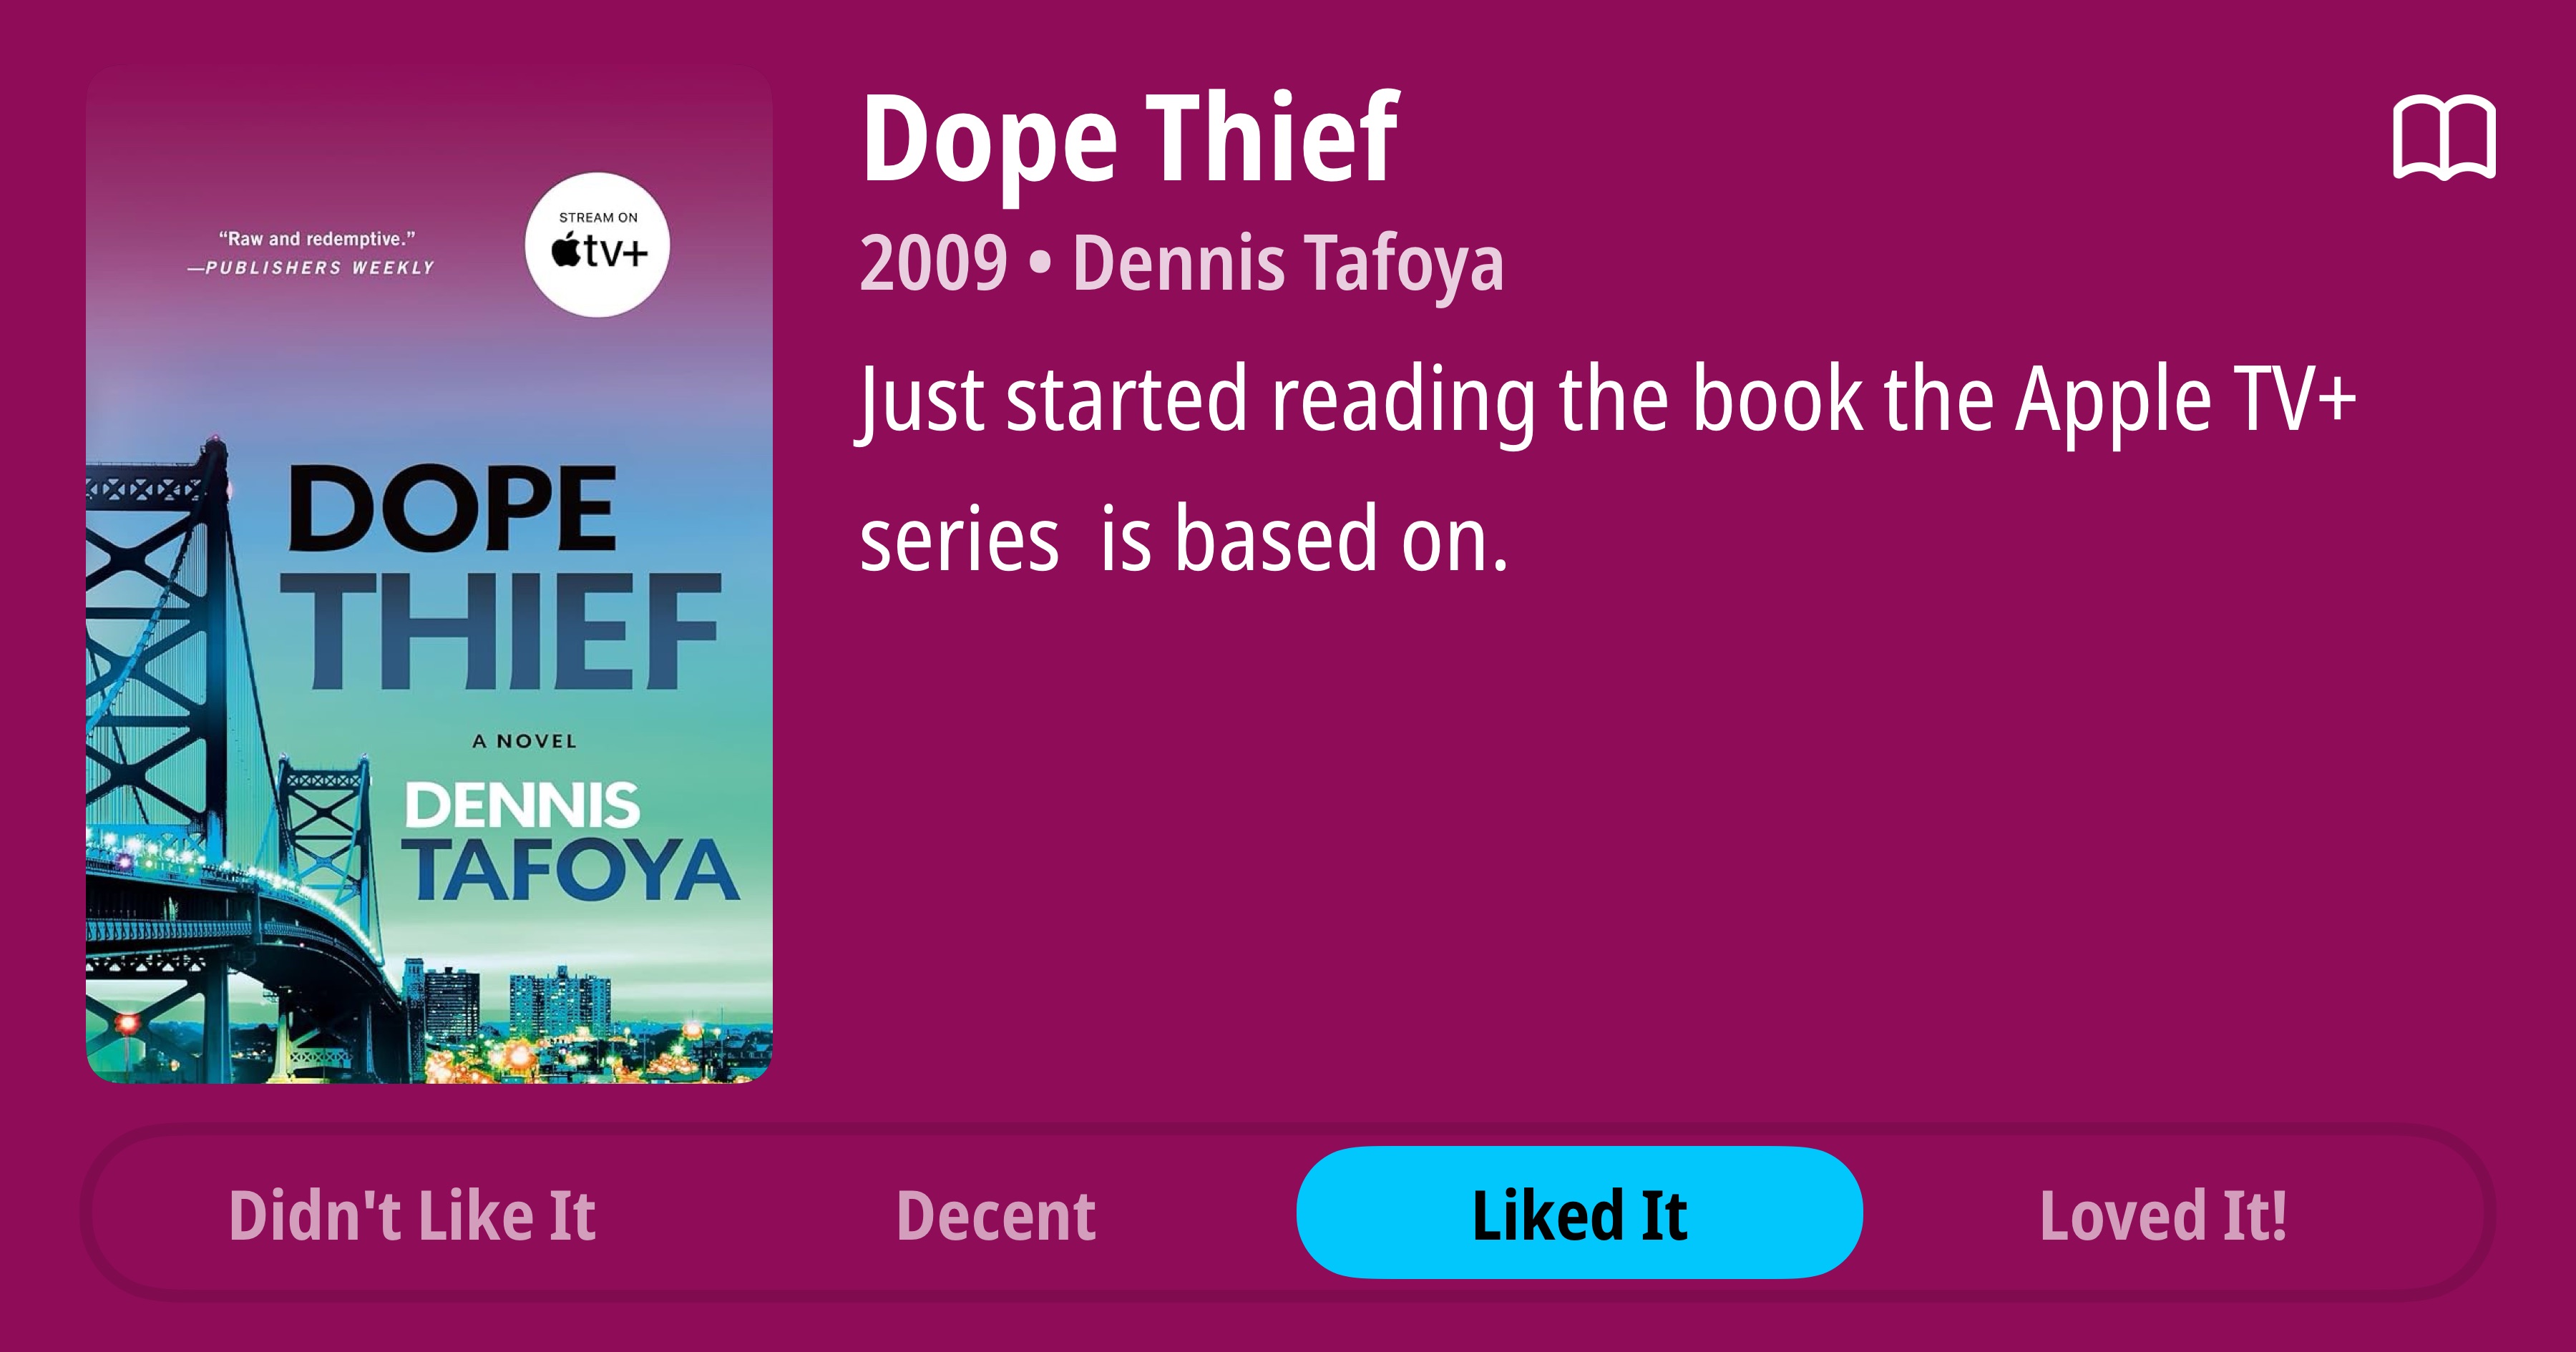 “Raw and redemptive.”
—PUBLISHERS WEEKLY
STREAM ON
tv+
DOPE
THIEF
A NOVEL
DENNIS
TAFOYA
Dope Thief
2009 • Dennis Tafoya
Just started reading the book the Apple TV+
series  is based on.
Didn't Like It
Decent
Liked It
Loved It!